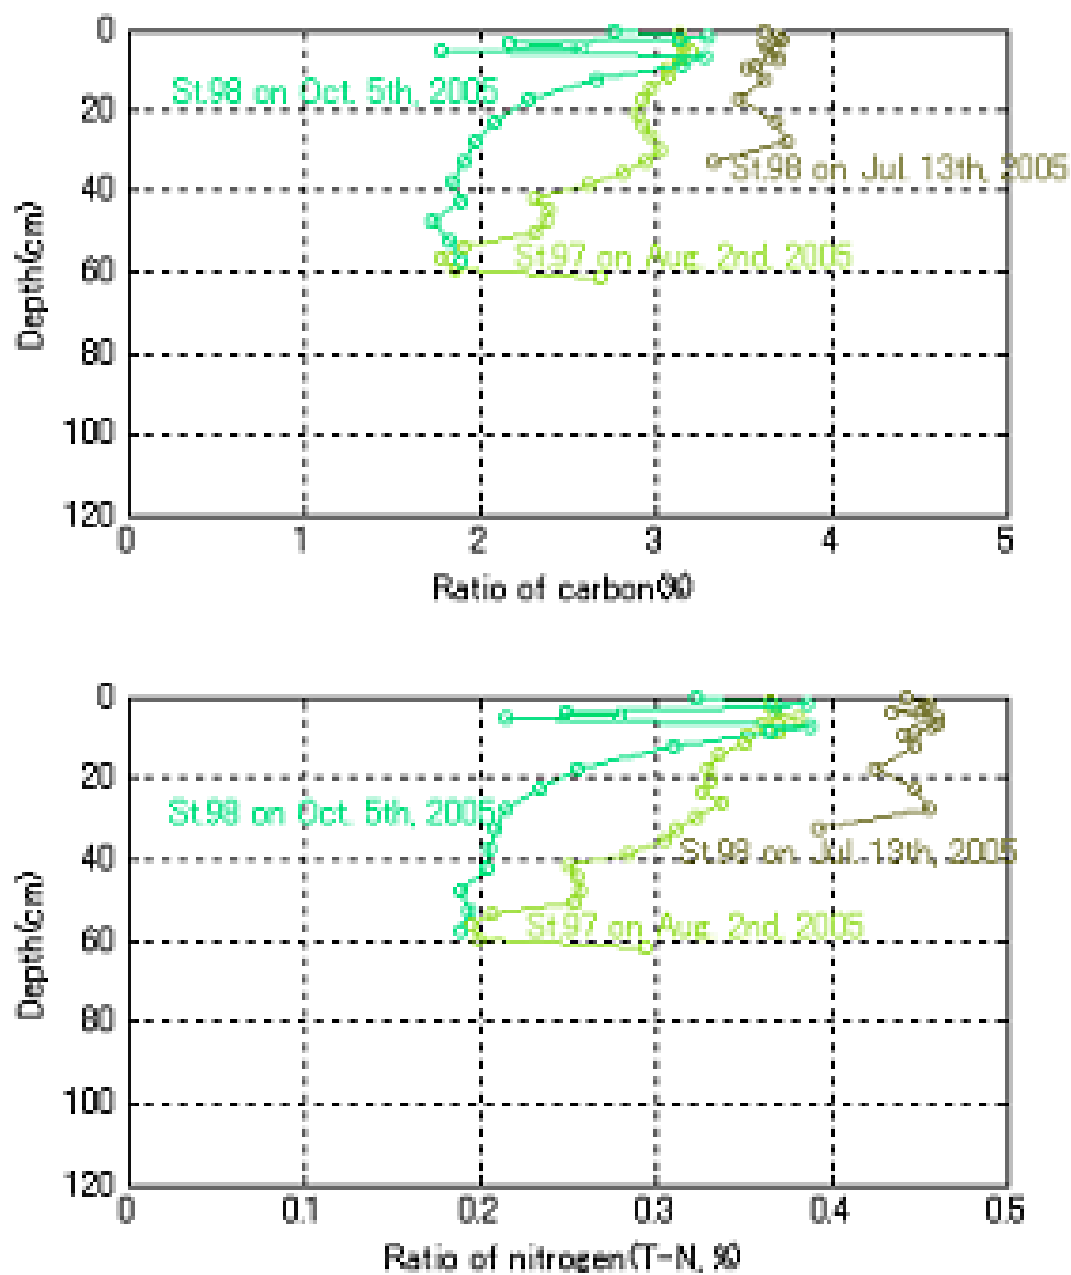 0
20
40
60
80
100
120
Depth(cm)
St.98 on Oct. 5th, 2005
St.98 on Jul. 13th, 2005
St.97 on Aug. 2nd, 2005
0 1 2 3 4 5
Ratio of carbon(%)
0
20
40
60
80
100
120
Depth(cm)
St.98 on Oct. 5th, 2005
St.98 on Jul. 13th, 2005
St.97 on Aug. 2nd, 2005
0 0.1 0.2 0.3 0.4 0.5
Ratio of nitrogen(T-N, %)